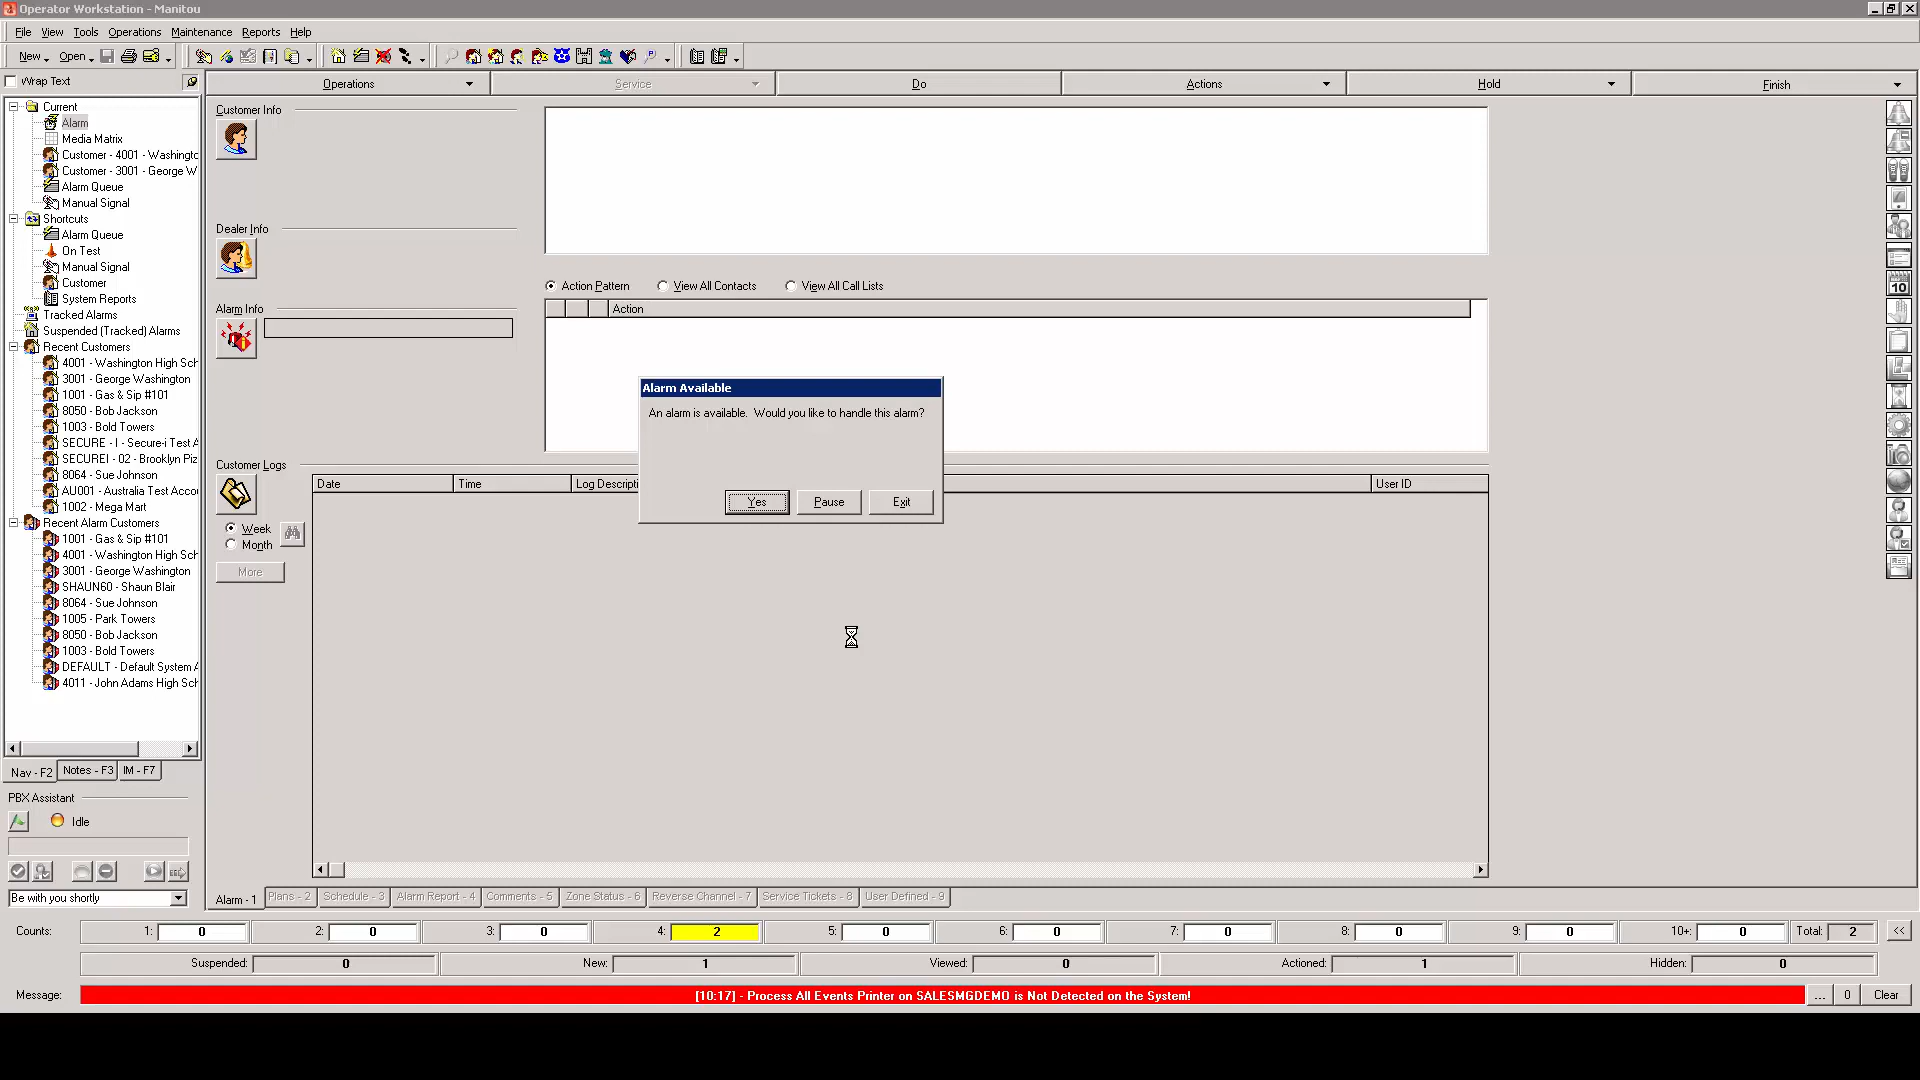 Operator Workstation - Manitou
File View Tools Operations Maintenance Reports Help
New Open
Wrap Text
Operations Service Do Actions Hold Finish
Current
Alarm
Media Matrix
Customer - 4001 - Washingto
Customer - 3001 - George W
Alarm Queue
Manual Signal
Shortcuts
Alarm Queue
On Test
Manual Signal
Customer
System Reports
Tracked Alarms
Suspended (Tracked) Alarms
Recent Customers
4001 - Washington High Sch
3001 - George Washington
1001 - Gas & Sip #101
8050 - Bob Jackson
1003 - Bold Towers
SECURE - I - Secure-i Test A
SECUREI - 02 - Brooklyn Piz
8064 - Sue Johnson
AU001 - Australia Test Acco
1002 - Mega Mart
Recent Alarm Customers
1001 - Gas & Sip #101
4001 - Washington High Sch
3001 - George Washington
SHAUN60 - Shaun Blair
8064 - Sue Johnson
1005 - Park Towers
8050 - Bob Jackson
1003 - Bold Towers
DEFAULT - Default System A
4011 - John Adams High Sch
Nav - F2 Notes - F3 IM - F7
PBX Assistant
Idle
Be with you shortly
Customer Info
Dealer Info
Alarm Info
Action Pattern View All Contacts View All Call Lists
Action
Alarm Available
An alarm is available. Would you like to handle this alarm?
Yes Pause Exit
Customer Logs
Date Time Log Descripti User ID
Week
Month
More
10
Alarm - 1 Plans - 2 Schedule - 3 Alarm Report - 4 Comments - 5 Zone Status - 6 Reverse Channel - 7 Service Tickets - 8 User Defined - 9
Counts: 1: 0 2: 0 3: 0 4: 2 5: 0 6: 0 7: 0 8: 0 9: 0 10+: 0 Total: 2 <<
Suspended: 0 New: 1 Viewed: 0 Actioned: 1 Hidden: 0
Message: [10:17] - Process All Events Printer on SALESMGDEMO is Not Detected on the System! ... 0 Clear